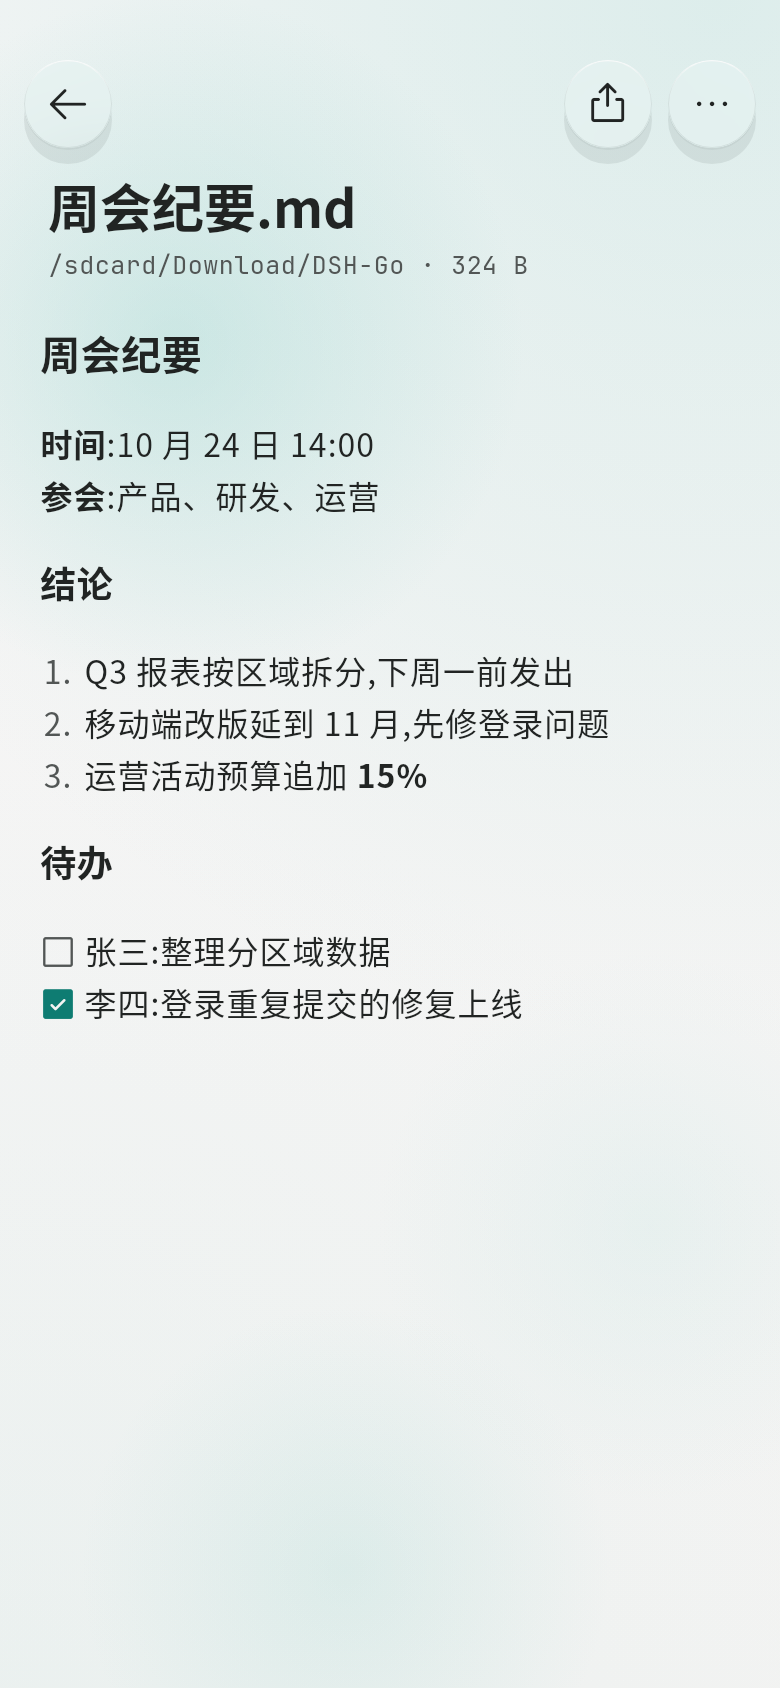 周会纪要.md
/sdcard/Download/DSH-Go · 324 B
周会纪要
时间:10 月 24 日 14:00
参会:产品、研发、运营
结论
1. Q3 报表按区域拆分,下周一前发出
2. 移动端改版延到 11 月,先修登录问题
3. 运营活动预算追加 15%
待办
张三:整理分区域数据
李四:登录重复提交的修复上线